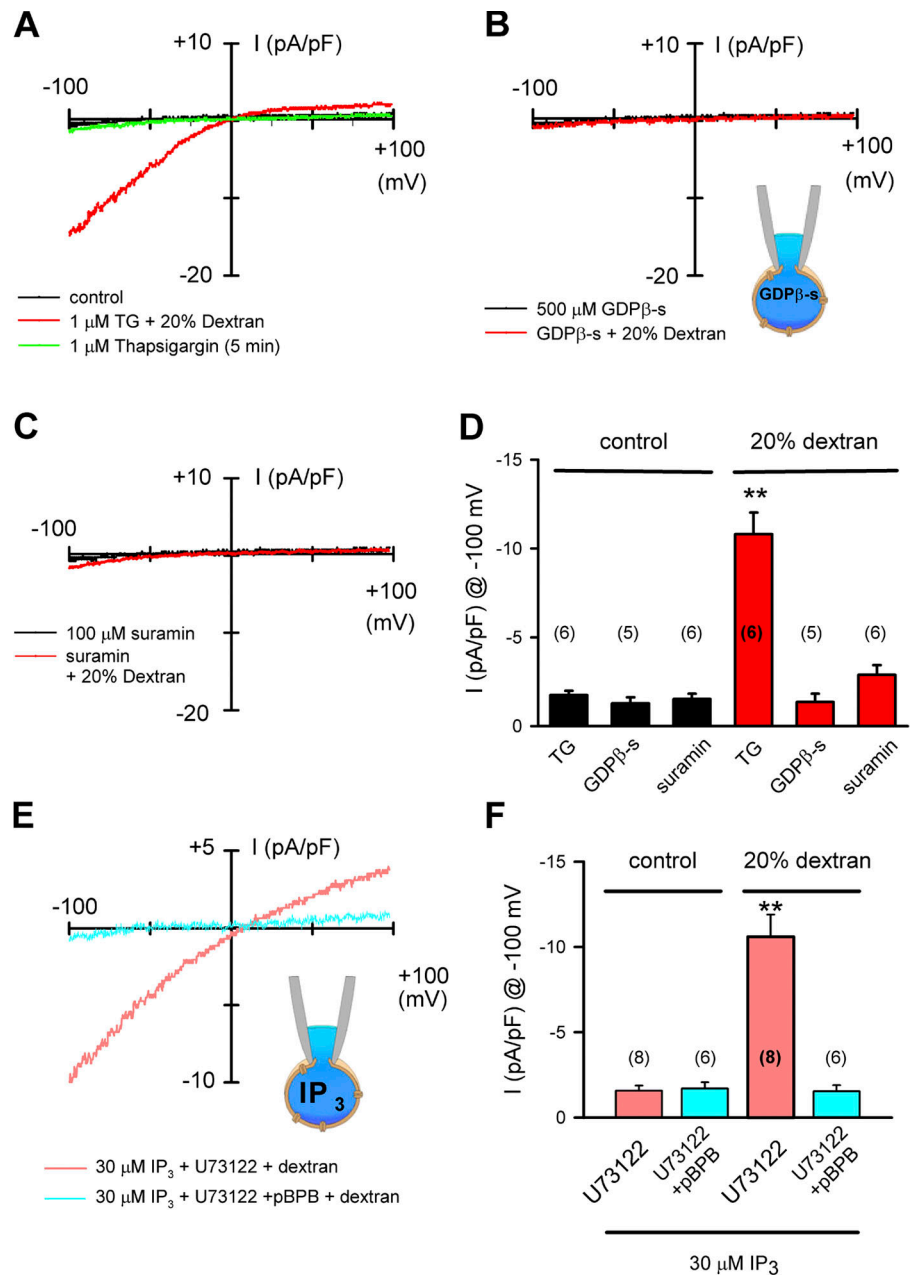 A
+10
I (pA/pF)
-100
+100
(mV)
-20
control
1 μM TG + 20% Dextran
1 μM Thapsigargin (5 min)
B
+10
I (pA/pF)
-100
+100
(mV)
-20
GDPβ-s
500 μM GDPβ-s
GDPβ-s + 20% Dextran
C
+10
I (pA/pF)
-100
+100
(mV)
-20
100 μM suramin
suramin
+ 20% Dextran
D
control
20% dextran
I (pA/pF) @ -100 mV
-15
-10
-5
0
**
(6)
(5)
(6)
(6)
(5)
(6)
TG
GDPβ-s
suramin
TG
GDPβ-s
suramin
E
+5
I (pA/pF)
-100
+100
(mV)
-10
IP3
30 μM IP3 + U73122 + dextran
30 μM IP3 + U73122 +pBPB + dextran
F
control
20% dextran
I (pA/pF) @ -100 mV
-15
-10
-5
0
**
(8)
(6)
(8)
(6)
U73122
U73122
+pBPB
U73122
U73122
+pBPB
30 μM IP3